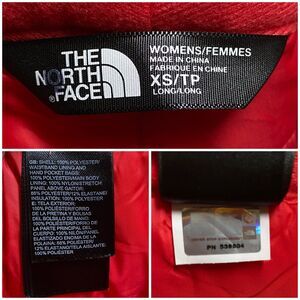 THE
NORTH
FACE
WOMENS/FEMMES
MADE IN CHINA
FABRIQUÉ EN CHINE
XS/TP
LONG/LONG
GB: SHELL: 100% POLYESTER/
WAISTBAND LINING AND
HAND POCKET BAGS:
100% POLYESTER/MAIN BODY
LINING: 100% NYLON/STRETCH
PANEL ABOVE GAITOR:
88% POLYESTER/12% ELASTANE/
INSULATION: 100% POLYESTER
E: TELA EXTERIOR:
100% POLIÉSTER/FORRO
DE LA PRETINA Y BOLSAS
DEL BOLSILLO DE MANO:
100% POLIÉSTER/FORRO DE
LA PARTE PRINCIPAL DEL
CUERPO: 100% NYLON/PANEL
ELASTIZADO ENCIMA DE LA
POLAINA: 88% POLIÉSTER/
12% ELASTANO/AISLANTE:
100% POLIÉSTER